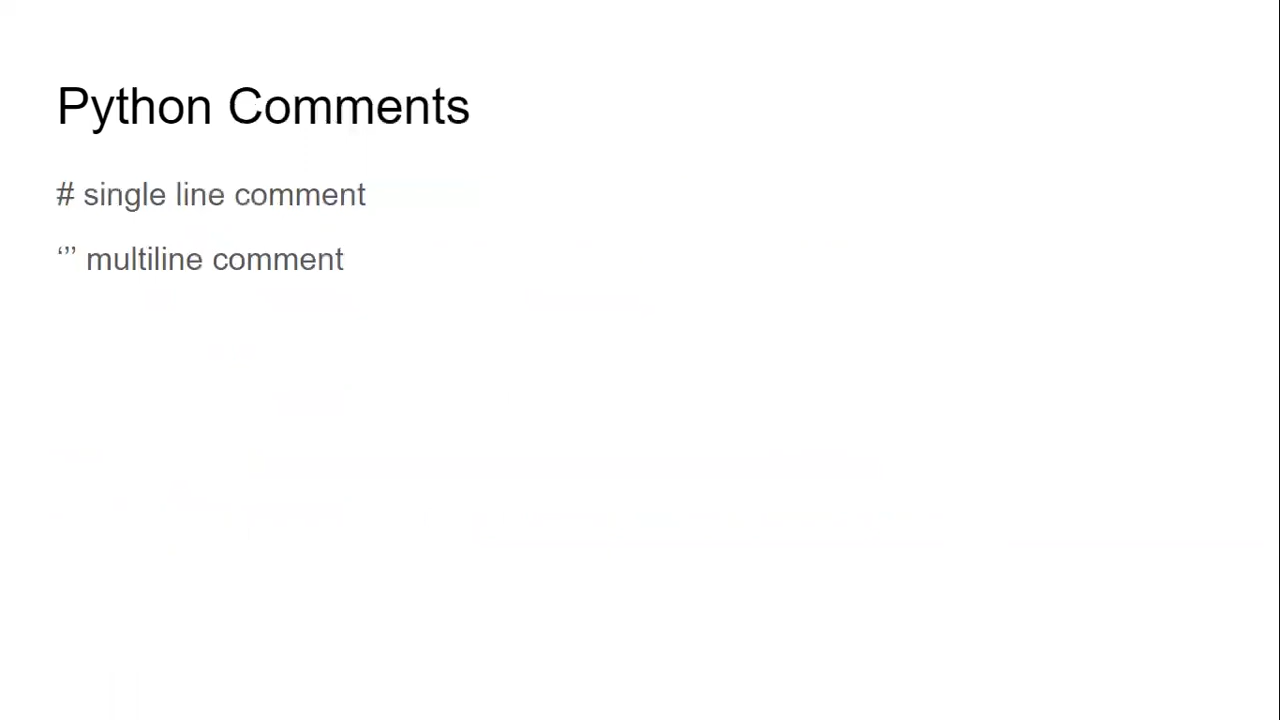 Python Comments
# single line comment
‘’’ multiline comment